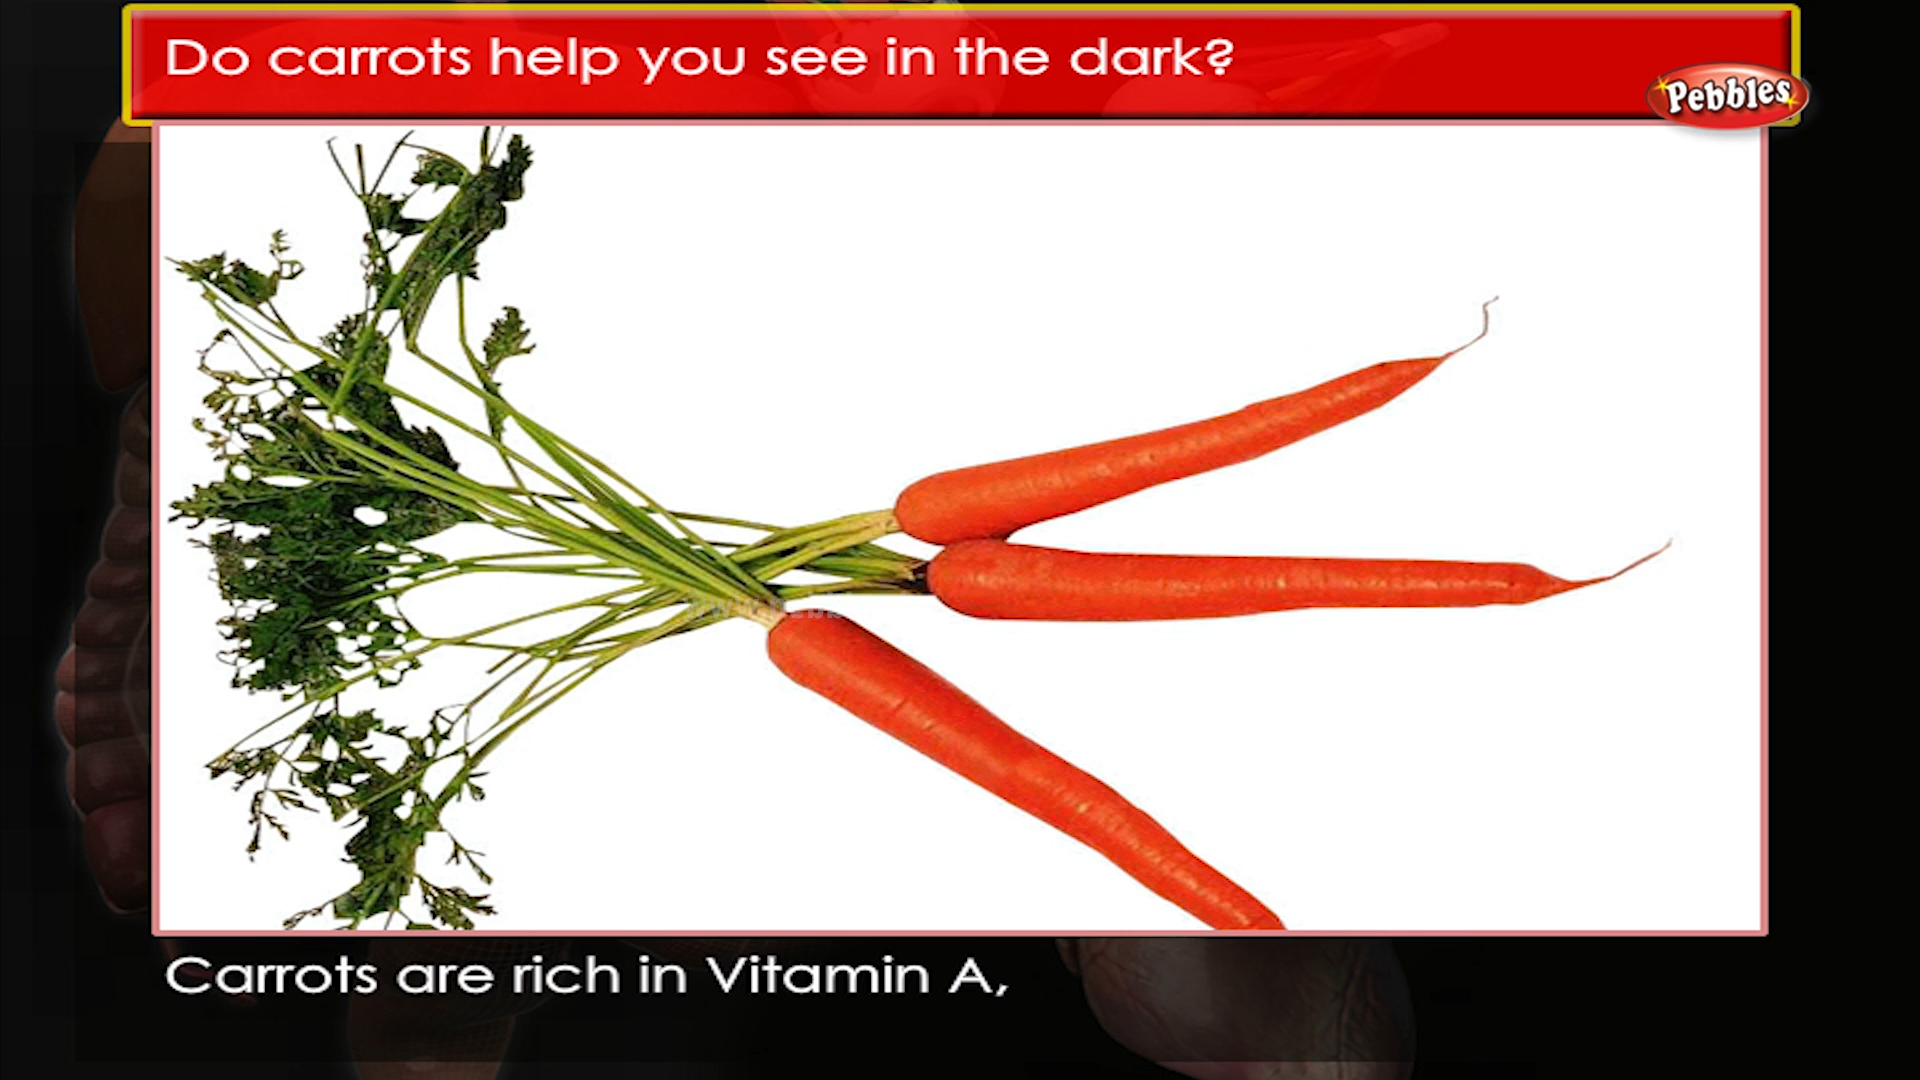 Do carrots help you see in the dark?
Pebbles
Carrots are rich in Vitamin A,